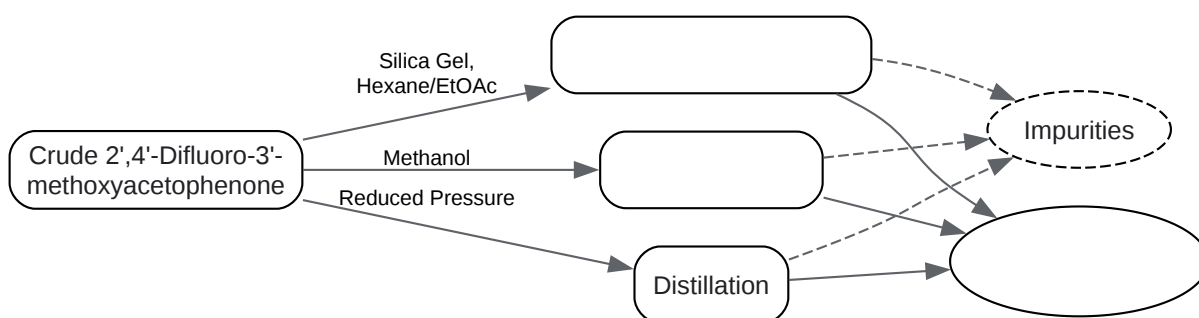 Silica Gel,
Hexane/EtOAc
Crude 2',4'-Difluoro-3'-
methoxyacetophenone
Methanol
Reduced Pressure
Distillation
Impurities